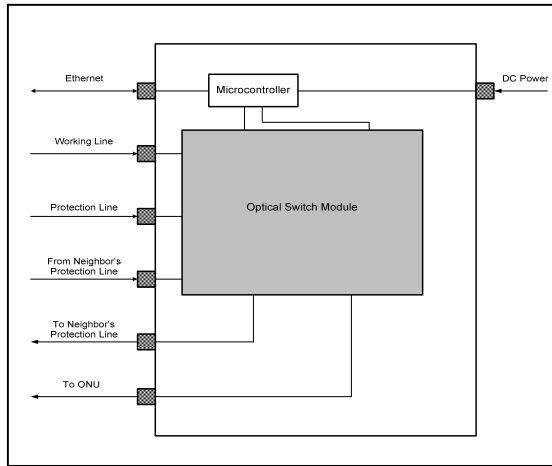 Ethernet
DC Power
Microcontroller
Working Line
Optical Switch Module
Protection Line
From Neighbor's
Protection Line
To Neighbor's
Protection Line
To ONU